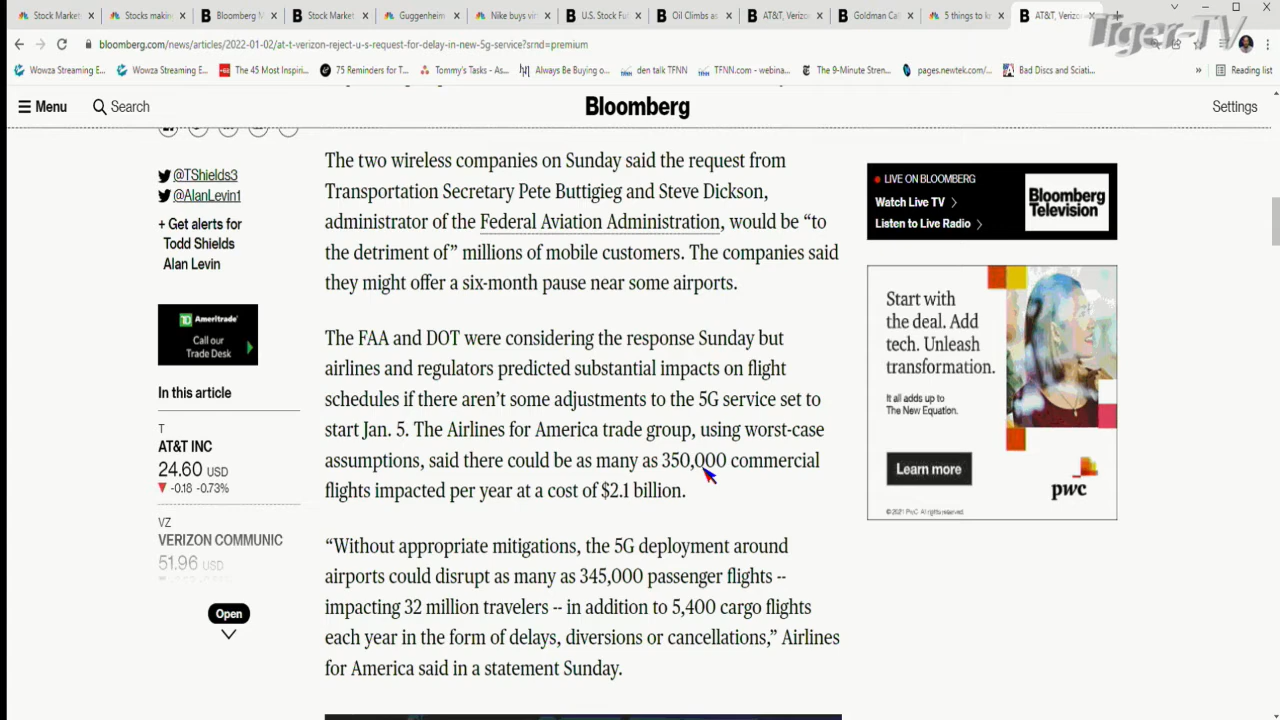 Stock Market
Stocks makin
Bloomberg M
Stock Market
Guggenheim
Nike buys vir
U.S. Stock Fu
Oil Climbs as
AT&T, Verizo
Goldman Ca
5 things to k
AT&T, Verizo
Tiger-TV
bloomberg.com/news/articles/2022-01-02/at-t-verizon-reject-u-s-request-for-delay-in-new-5g-service?srnd=premium
Wowza Streaming E...
Wowza Streaming E...
The 45 Most Inspiri...
75 Reminders for T...
Tommy's Tasks - As...
Always Be Buying o...
den talk TFNN
TFNN.com - webina...
The 9-Minute Stren...
pages.newtek.com/...
Bad Discs and Sciati...
»
Reading list
Menu
Search
Bloomberg
Settings
@TShields3
@AlanLevin1
+ Get alerts for
Todd Shields
Alan Levin
TD Ameritrade
Call our
Trade Desk
In this article
T
AT&T INC
24.60 USD
-0.18 -0.73%
VZ
VERIZON COMMUNIC
51.96 USD
Open
The two wireless companies on Sunday said the request from
Transportation Secretary Pete Buttigieg and Steve Dickson,
administrator of the Federal Aviation Administration, would be “to
the detriment of” millions of mobile customers. The companies said
they might offer a six-month pause near some airports.
The FAA and DOT were considering the response Sunday but
airlines and regulators predicted substantial impacts on flight
schedules if there aren’t some adjustments to the 5G service set to
start Jan. 5. The Airlines for America trade group, using worst-case
assumptions, said there could be as many as 350,000 commercial
flights impacted per year at a cost of $2.1 billion.
“Without appropriate mitigations, the 5G deployment around
airports could disrupt as many as 345,000 passenger flights --
impacting 32 million travelers -- in addition to 5,400 cargo flights
each year in the form of delays, diversions or cancellations,” Airlines
for America said in a statement Sunday.
LIVE ON BLOOMBERG
Watch Live TV
Listen to Live Radio
Bloomberg
Television
Start with
the deal. Add
tech. Unleash
transformation.
It all adds up to
The New Equation.
Learn more
pwc
©2021 PwC. All rights reserved.